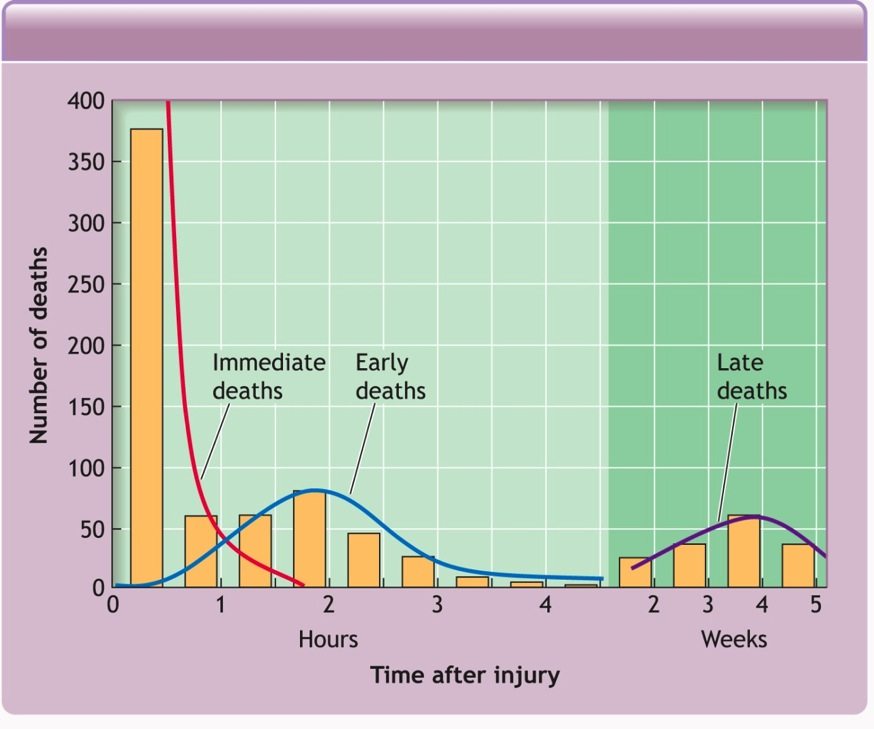 400
350
300
250
200
150
100
50
0
Number of deaths
Immediate
deaths
Early
deaths
Late
deaths
0 1 2 3 4 2 3 4 5
Hours Weeks
Time after injury